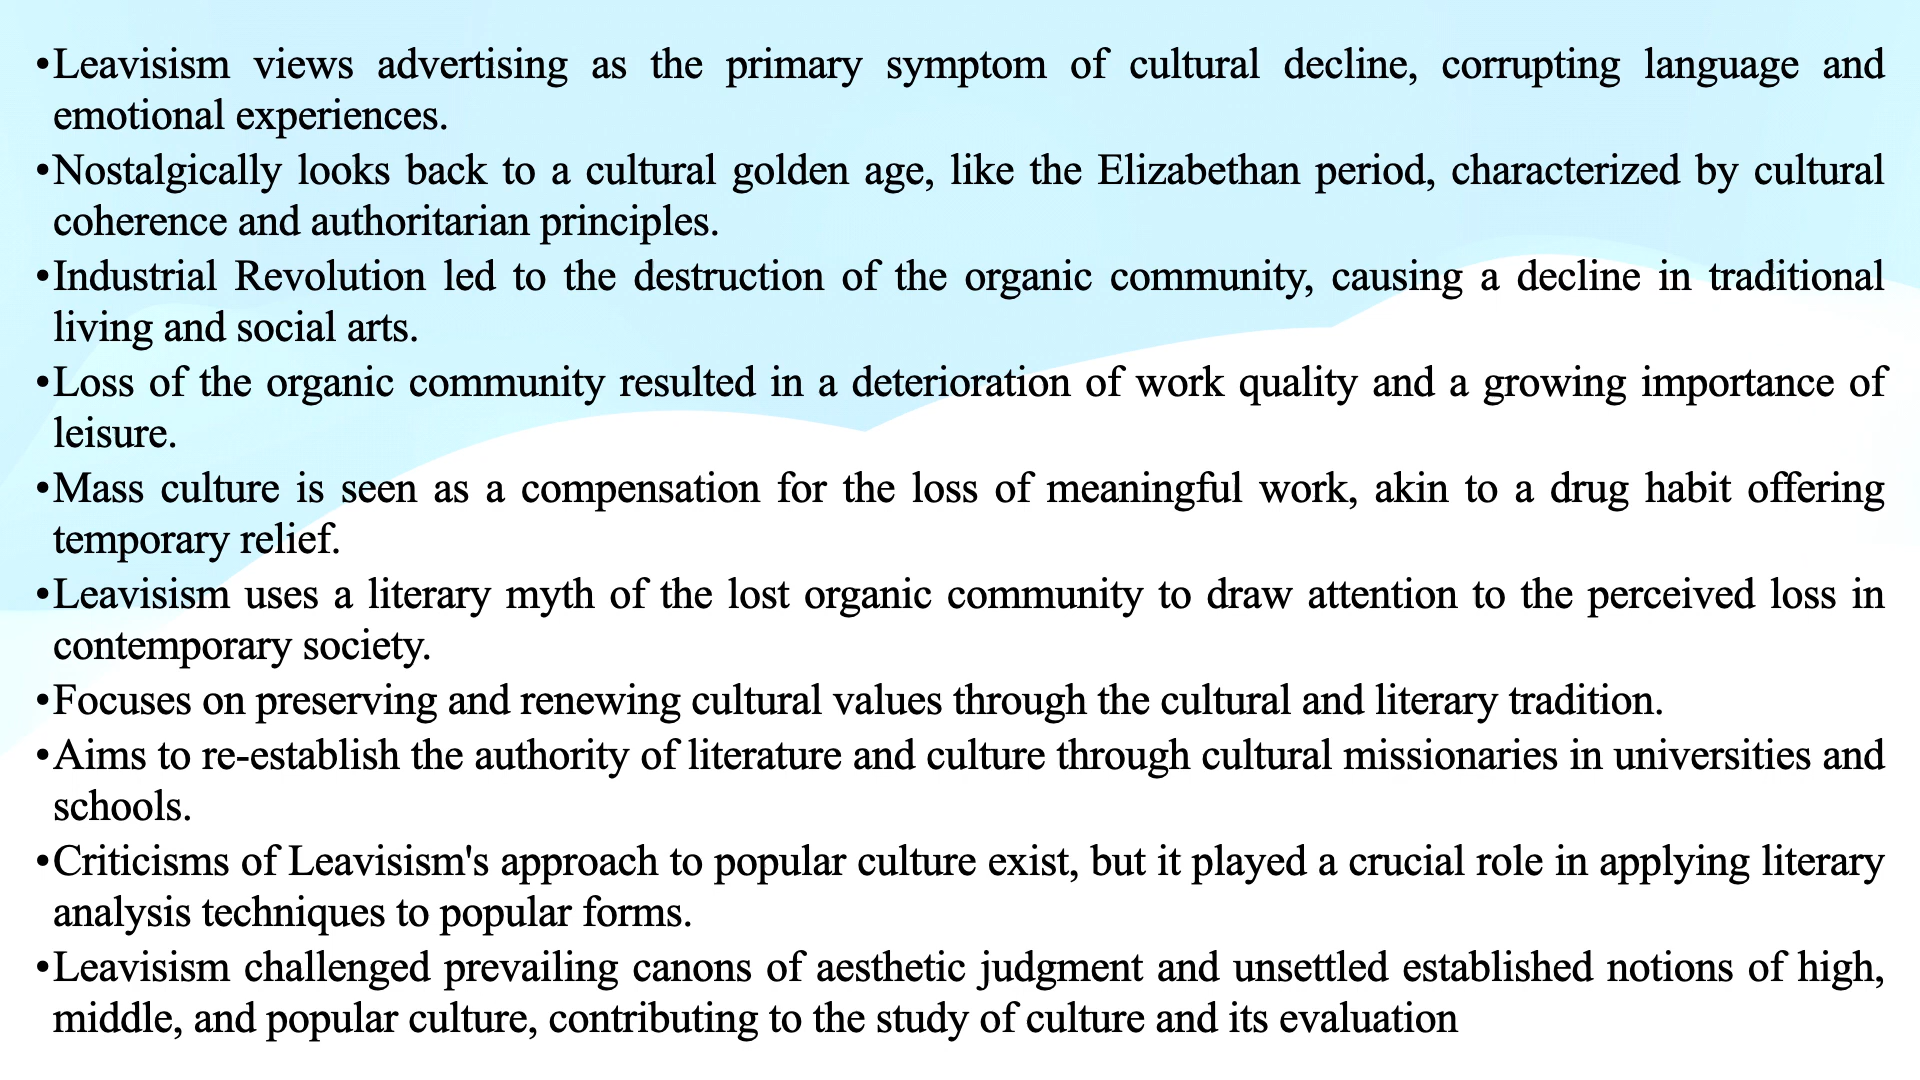 •Leavisism views advertising as the primary symptom of cultural decline, corrupting language and
emotional experiences.
•Nostalgically looks back to a cultural golden age, like the Elizabethan period, characterized by cultural
coherence and authoritarian principles.
•Industrial Revolution led to the destruction of the organic community, causing a decline in traditional
living and social arts.
•Loss of the organic community resulted in a deterioration of work quality and a growing importance of
leisure.
•Mass culture is seen as a compensation for the loss of meaningful work, akin to a drug habit offering
temporary relief.
•Leavisism uses a literary myth of the lost organic community to draw attention to the perceived loss in
contemporary society.
•Focuses on preserving and renewing cultural values through the cultural and literary tradition.
•Aims to re-establish the authority of literature and culture through cultural missionaries in universities and
schools.
•Criticisms of Leavisism's approach to popular culture exist, but it played a crucial role in applying literary
analysis techniques to popular forms.
•Leavisism challenged prevailing canons of aesthetic judgment and unsettled established notions of high,
middle, and popular culture, contributing to the study of culture and its evaluation